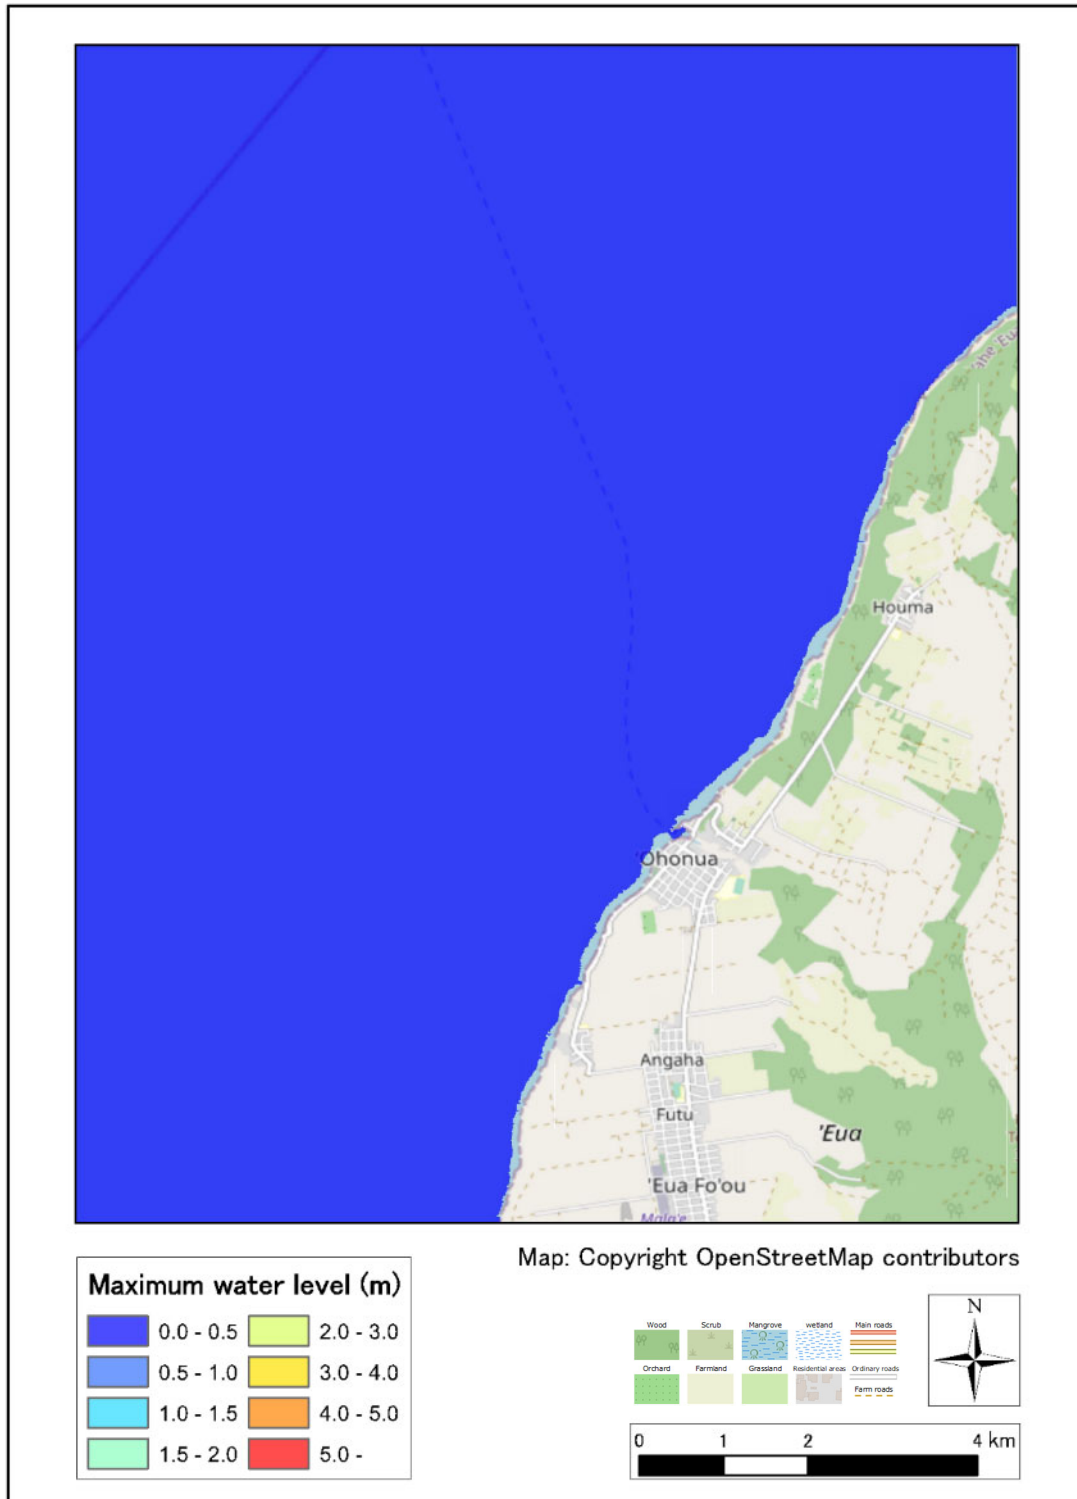 Houma
'Ohonua
Angaha
Futu
'Eua
'Eua Fo'ou
Map: Copyright OpenStreetMap contributors
Maximum water level (m)
0.0 - 0.5
2.0 - 3.0
0.5 - 1.0
3.0 - 4.0
1.0 - 1.5
4.0 - 5.0
1.5 - 2.0
5.0 -
Wood
Scrub
Mangrove
wetland
Main roads
Orchard
Farmland
Grassland
Residential areas
Ordinary roads
Farm roads
N
0 1 2 4 km